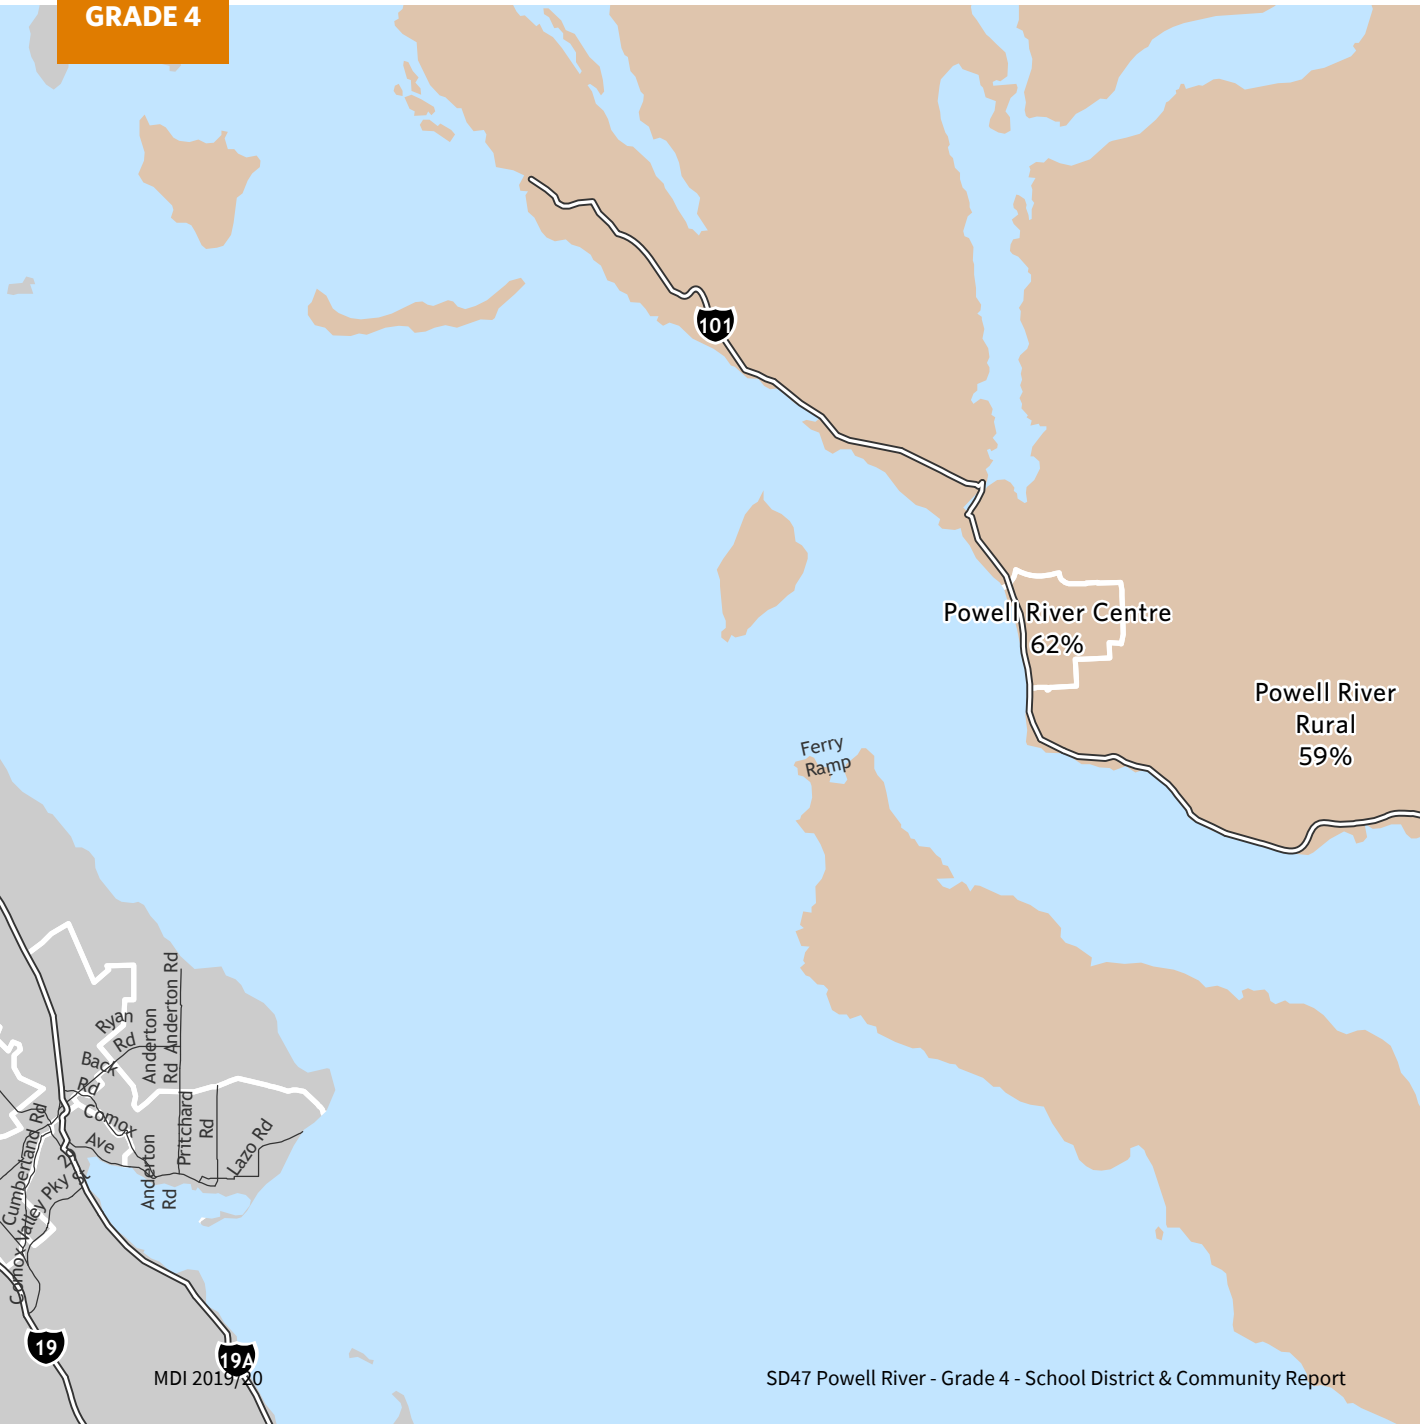 GRADE 4
101
Powell River Centre
62%
Powell River
Rural
59%
Ferry
Ramp
Ryan
Rd
Anderton
Rd
Anderton Rd
Back
Rd
Comox
Ave
Pritchard
Rd
Lazo Rd
Anderton
Rd
Cumberland Rd
Comox Valley Pky
St
19
19A
MDI 2019/20
SD47 Powell River - Grade 4 - School District & Community Report